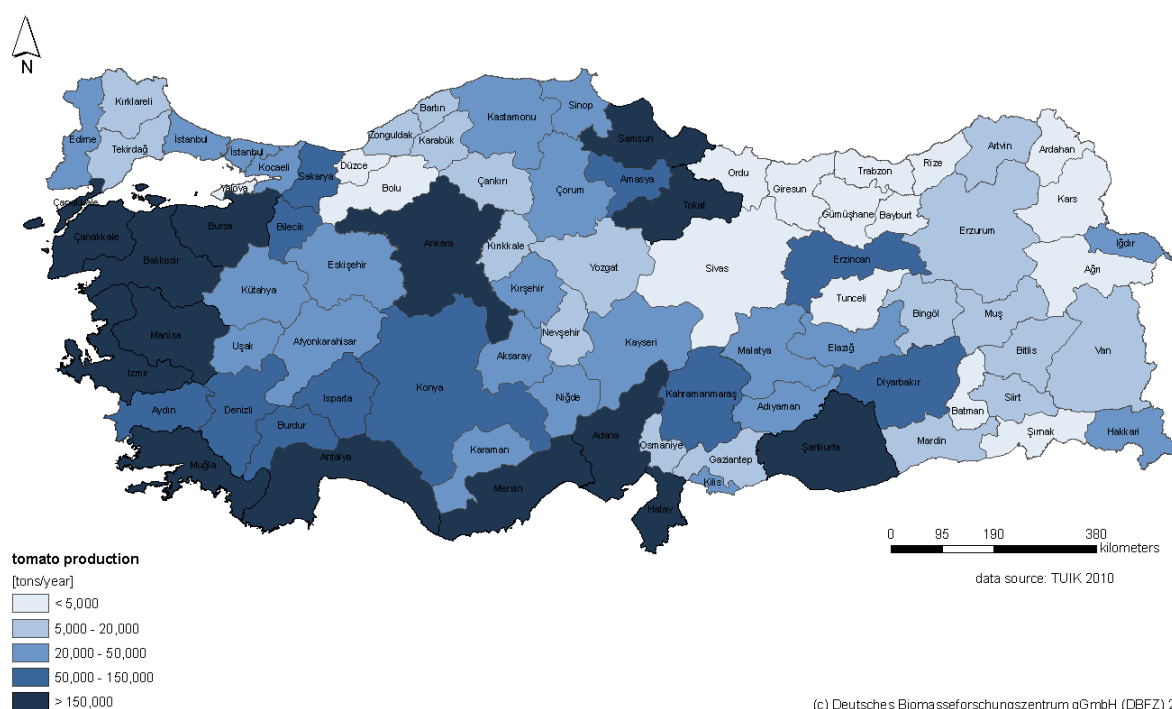 N
Kırklareli
Edirne
Tekirdağ
İstanbul
İstanbul
Kocaeli
Yalova
Sakarya
Düzce
Bolu
Zonguldak
Bartın
Karabük
Kastamonu
Sinop
Samsun
Çankırı
Çorum
Amasya
Tokat
Ordu
Giresun
Trabzon
Rize
Artvin
Ardahan
Gümüşhane
Bayburt
Kars
Erzurum
Iğdır
Ağrı
Çanakkale
Çanakkale
Bursa
Bilecik
Balıkesir
Eskişehir
Ankara
Kırıkkale
Yozgat
Sivas
Erzincan
Tunceli
Bingöl
Muş
Kütahya
Kırşehir
Nevşehir
Manisa
Uşak
Afyonkarahisar
Aksaray
Kayseri
Malatya
Elazığ
Bitlis
Van
İzmir
Konya
Niğde
Kahramanmaraş
Adıyaman
Diyarbakır
Batman
Siirt
Aydın
Denizli
Isparta
Burdur
Karaman
Adana
Osmaniye
Gaziantep
Kilis
Şanlıurfa
Mardin
Şırnak
Hakkari
Muğla
Antalya
Mersin
Hatay
0 95 190 380
kilometers
data source: TUIK 2010
tomato production
[tons/year]
< 5,000
5,000 - 20,000
20,000 - 50,000
50,000 - 150,000
> 150,000
(c) Deutsches Biomasseforschungszentrum gGmbH (DBFZ)